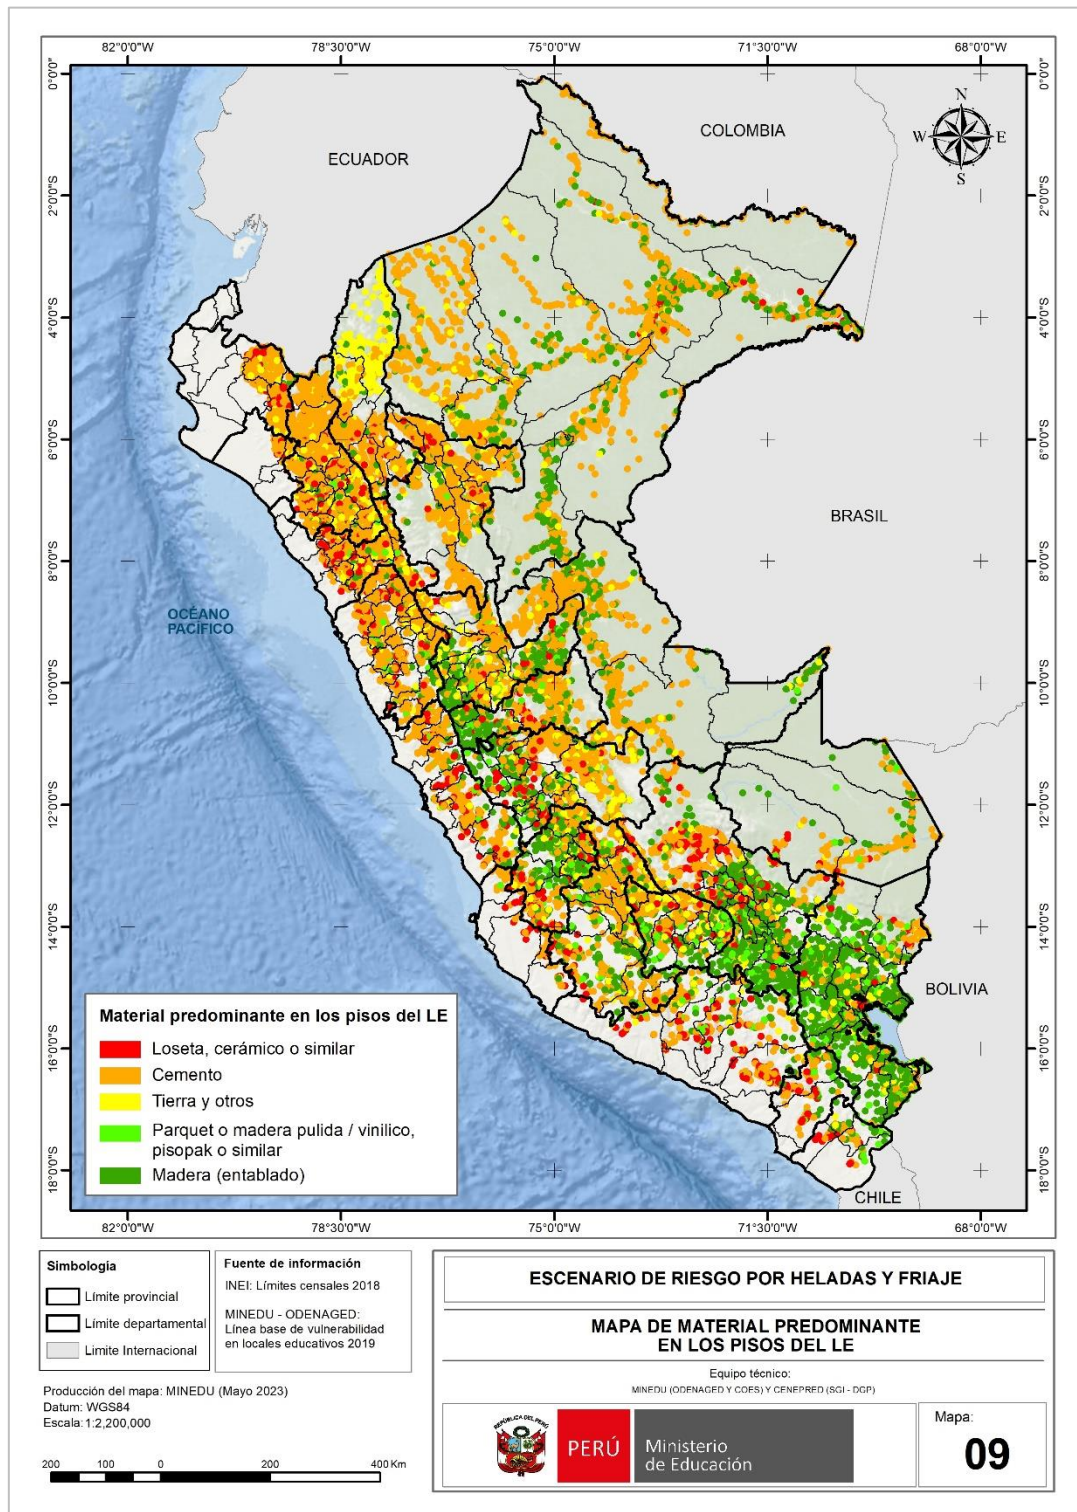 82°0'0"W
78°30'0"W
75°0'0"W
71°30'0"W
68°0'0"W
0°0'0"
0°0'0"
2°0'0"S
2°0'0"S
4°0'0"S
4°0'0"S
6°0'0"S
6°0'0"S
8°0'0"S
8°0'0"S
10°0'0"S
10°0'0"S
12°0'0"S
12°0'0"S
14°0'0"S
14°0'0"S
16°0'0"S
16°0'0"S
18°0'0"S
18°0'0"S
N
W
E
S
COLOMBIA
ECUADOR
BRASIL
OCÉANO
PACÍFICO
BOLIVIA
CHILE
Material predominante en los pisos del LE
Loseta, cerámico o similar
Cemento
Tierra y otros
Parquet o madera pulida / vinilico,
pisopak o similar
Madera (entablado)
82°0'0"W
78°30'0"W
75°0'0"W
71°30'0"W
68°0'0"W
Simbología
Límite provincial
Límite departamental
Limite Internacional
Fuente de información
INEI: Límites censales 2018
MINEDU - ODENAGED:
Línea base de vulnerabilidad
en locales educativos 2019
Producción del mapa: MINEDU (Mayo 2023)
Datum: WGS84
Escala: 1:2,200,000
200 100 0 200 400 Km
ESCENARIO DE RIESGO POR HELADAS Y FRIAJE
MAPA DE MATERIAL PREDOMINANTE
EN LOS PISOS DEL LE
Equipo técnico:
MINEDU (ODENAGED Y COES) Y CENEPRED (SGI - DGP)
REPÚBLICA DEL PERÚ
PERÚ
Ministerio
de Educación
Mapa:
09